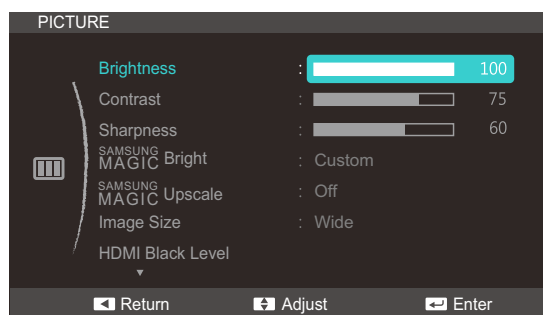 PICTURE
Brightness : 100
Contrast : 75
Sharpness : 60
SAMSUNG MAGIC Bright : Custom
SAMSUNG MAGIC Upscale : Off
Image Size : Wide
HDMI Black Level
Return Adjust Enter